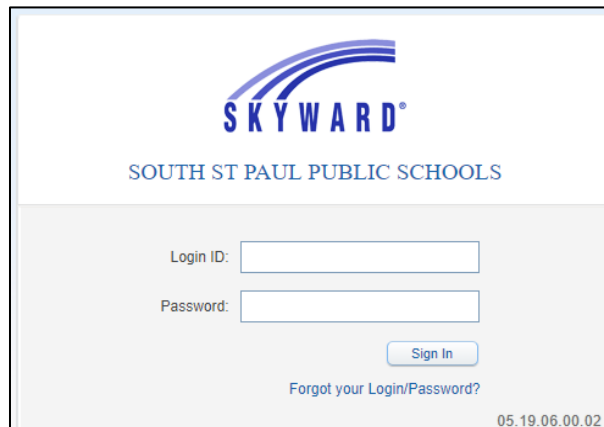 SKYWARD®
SOUTH ST PAUL PUBLIC SCHOOLS
Login ID:
Password:
Sign In
Forgot your Login/Password?
05.19.06.00.02